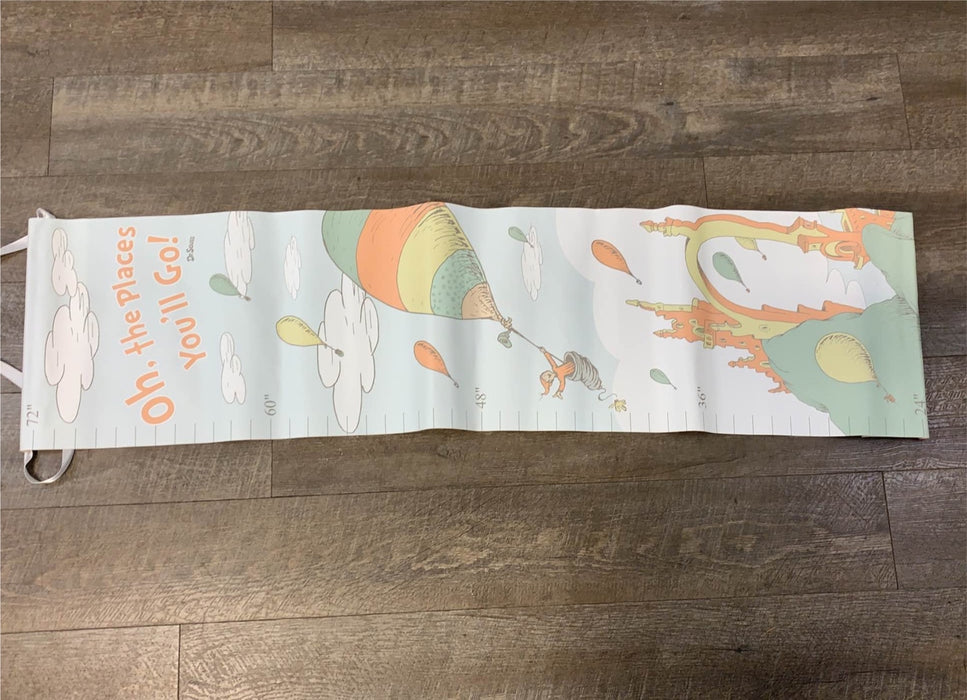 Oh, the Places
You'll Go!
Dr. Seuss
72"
60"
48"
36"
24"